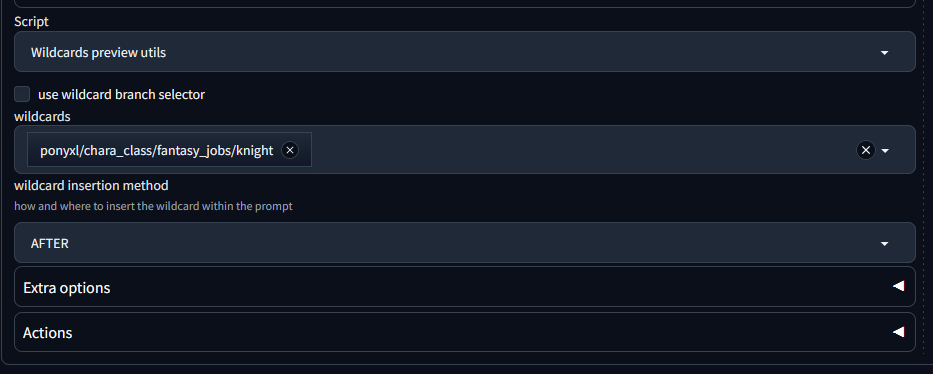 Script
Wildcards preview utils
use wildcard branch selector
wildcards
ponyxl/chara_class/fantasy_jobs/knight
wildcard insertion method
how and where to insert the wildcard within the prompt
AFTER
Extra options
Actions